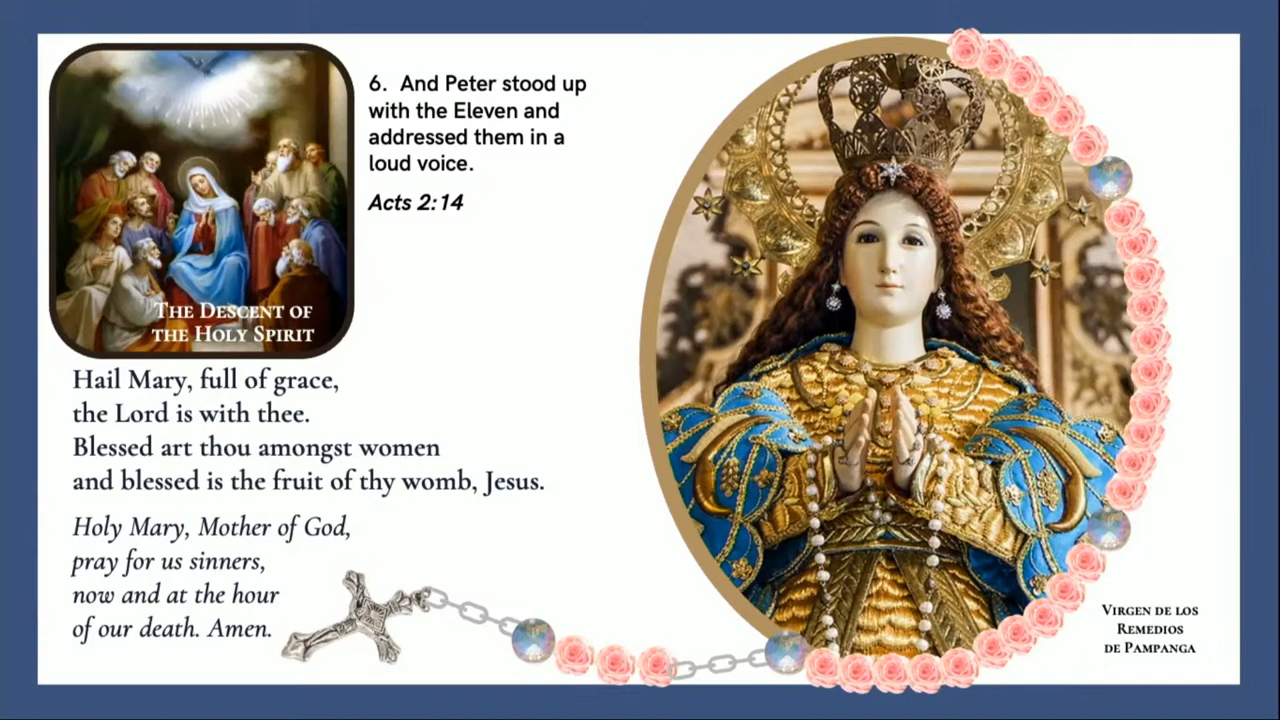 THE DESCENT OF
THE HOLY SPIRIT
6. And Peter stood up
with the Eleven and
addressed them in a
loud voice.
Acts 2:14
Hail Mary, full of grace,
the Lord is with thee.
Blessed art thou amongst women
and blessed is the fruit of thy womb, Jesus.
Holy Mary, Mother of God,
pray for us sinners,
now and at the hour
of our death. Amen.
VIRGEN DE LOS
REMEDIOS
DE PAMPANGA